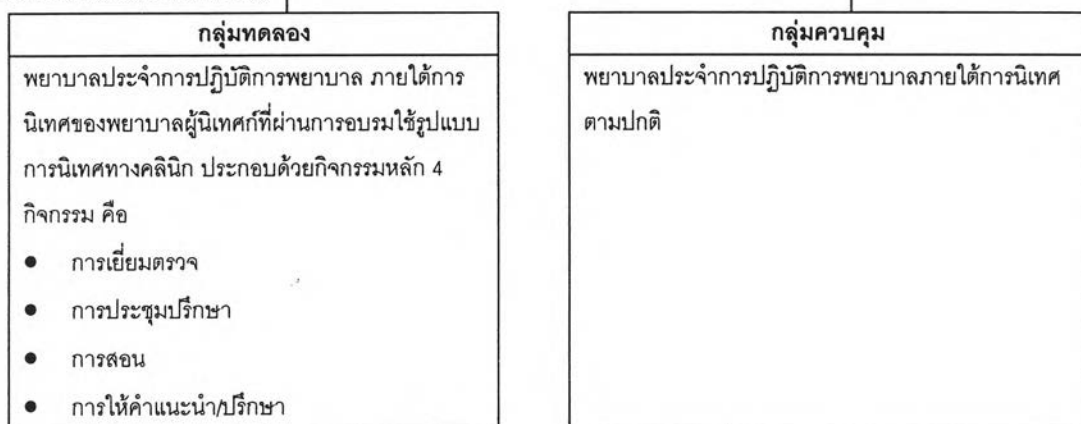 กลุ่มทดลอง
พยาบาลประจำการปฏิบัติการพยาบาล ภายใต้การ
นิเทศของพยาบาลผู้นิเทศก์ที่ผ่านการอบรมใช้รูปแบบ
การนิเทศทางคลินิก ประกอบด้วยกิจกรรมหลัก 4
กิจกรรม คือ
● การเยี่ยมตรวจ
● การประชุมปรึกษา
● การสอน
● การให้คำแนะนำ/ปรึกษา
กลุ่มควบคุม
พยาบาลประจำการปฏิบัติการพยาบาลภายใต้การนิเทศ
ตามปกติ